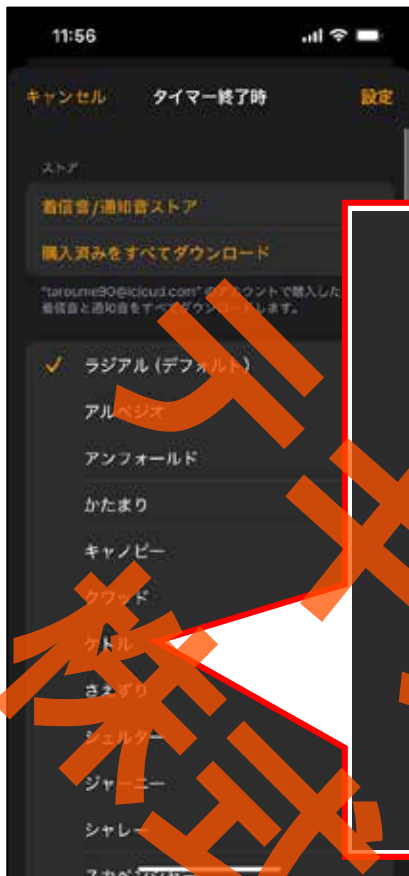 11:56
キャンセル タイマー終了時 設定
ストア
着信音/通知音ストア
購入済みをすべてダウンロード
"taroume90@icloud.com" のアカウントで購入した
着信音と通知音をすべてダウンロードします。
ラジアル (デフォルト)
アルペジオ
アンフォールド
かたまり
キャノピー
クワッド
ケトル
さえずり
シェルター
ジャーニー
シャレー